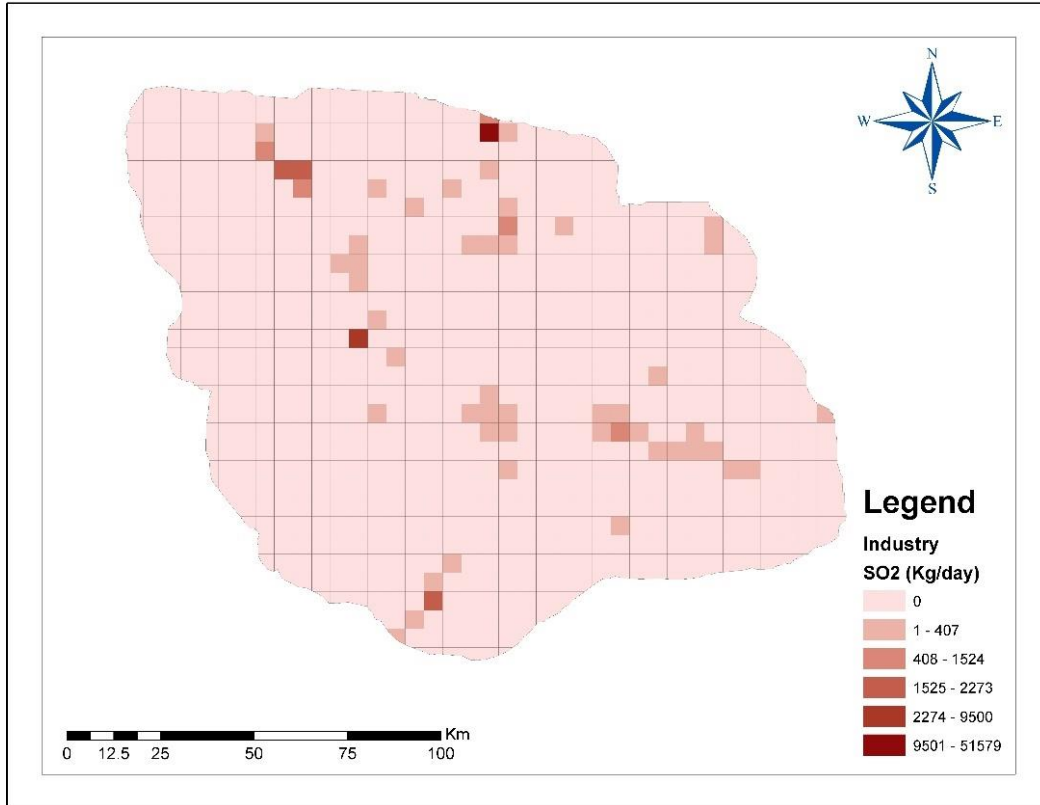 N
W
E
S
Legend
Industry
SO2 (Kg/day)
0
1 - 407
408 - 1524
1525 - 2273
2274 - 9500
9501 - 51579
Km
0 12.5 25 50 75 100